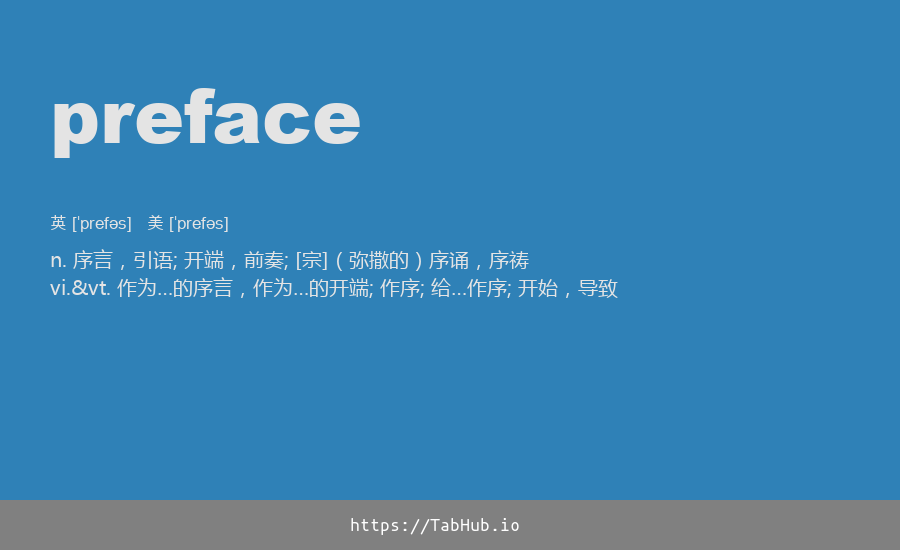 preface
英 [ˈprefəs] 美 [ˈprefəs]
n. 序言，引语; 开端，前奏; [宗]（弥撒的）序诵，序祷
vi.&vt. 作为…的序言，作为…的开端; 作序; 给…作序; 开始，导致
https://TabHub.io